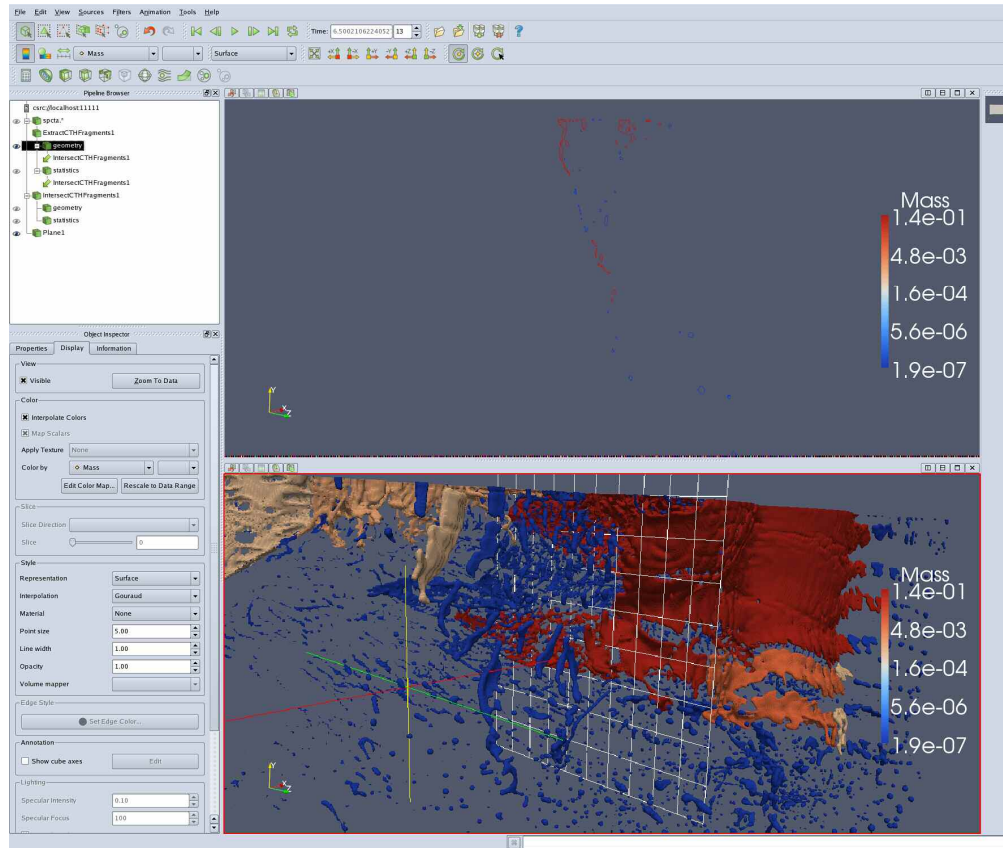 File Edit View Sources Filters Animation Tools Help
Time: 6.5002106224052 13
Mass Surface
+X -X +Y -Y +Z -Z
Pipeline Browser
csrc://localhost:11111
spcta.*
ExtractCTHFragments1
geometry
IntersectCTHFragments1
statistics
IntersectCTHFragments1
IntersectCTHFragments1
geometry
statistics
Plane1
Object Inspector
Properties Display Information
View
Visible Zoom To Data
Color
Interpolate Colors
Map Scalars
Apply Texture None
Color by Mass
Edit Color Map... Rescale to Data Range
Slice
Slice Direction
Slice 0
Style
Representation Surface
Interpolation Gouraud
Material None
Point size 5.00
Line width 1.00
Opacity 1.00
Volume mapper
Edge Style
Set Edge Color...
Annotation
Show cube axes Edit
Lighting
Specular Intensity 0.10
Specular Focus 100
Mass
1.4e-01
4.8e-03
1.6e-04
5.6e-06
1.9e-07
Y
X
Z
Mass
1.4e-01
4.8e-03
1.6e-04
5.6e-06
1.9e-07
Y
X
Z